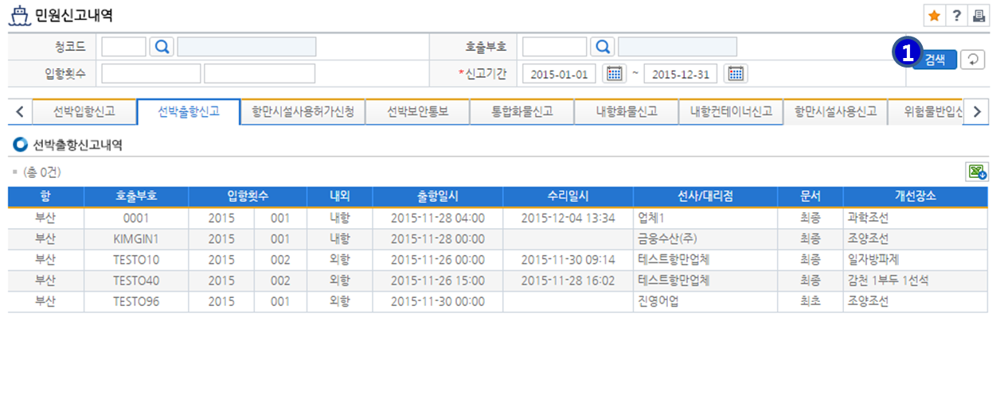 민원신고내역
?
청코드
호출부호
1
검색
입항횟수
*신고기간
2015-01-01
~
2015-12-31
선박입항신고
선박출항신고
항만시설사용허가신청
선박보안통보
통합화물신고
내항화물신고
내항컨테이너신고
항만시설사용신고
위험물반입신
선박출항신고내역
(총 0건)
항 호출부호 입항횟수 내외 출항일시 수리일시 선사/대리점 문서 개선장소
부산 0001 2015 001 내항 2015-11-28 04:00 2015-12-04 13:34 업체1 최종 과학조선
부산 KIMGIN1 2015 001 내항 2015-11-28 00:00 금웅수산(주) 최종 조양조선
부산 TESTO10 2015 002 외항 2015-11-26 00:00 2015-11-30 09:14 테스트항만업체 최종 일자방파제
부산 TESTO40 2015 002 외항 2015-11-26 15:00 2015-11-28 16:02 테스트항만업체 최종 감천 1부두 1선석
부산 TESTO96 2015 001 외항 2015-11-30 00:00 진영어업 최초 조양조선